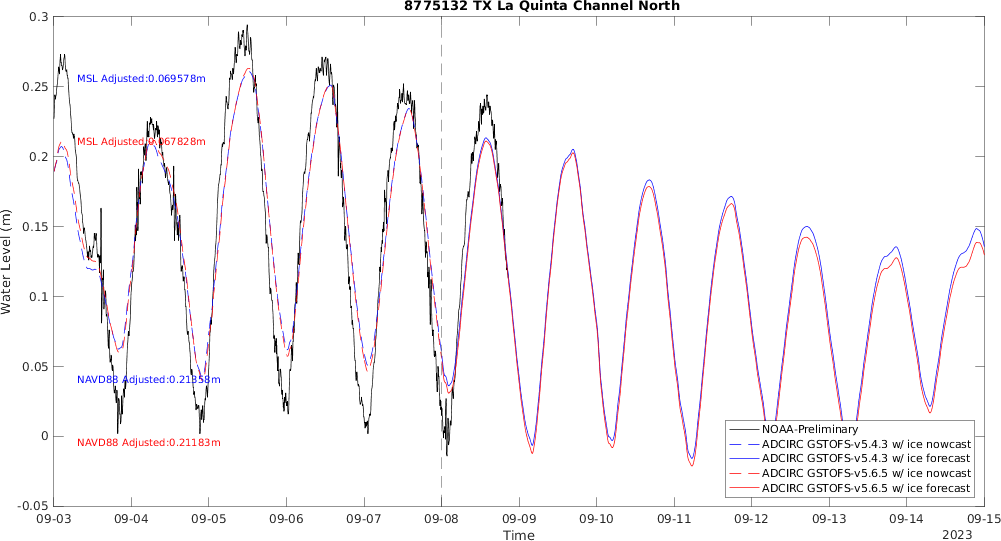 8775132 TX La Quinta Channel North
0.3
0.25
0.2
0.15
0.1
0.05
0
-0.05
Water Level (m)
MSL Adjusted:0.069578m
MSL Adjusted:0.067828m
NAVD88 Adjusted:0.21358m
NAVD88 Adjusted:0.21183m
NOAA-Preliminary
ADCIRC GSTOFS-v5.4.3 w/ ice nowcast
ADCIRC GSTOFS-v5.4.3 w/ ice forecast
ADCIRC GSTOFS-v5.6.5 w/ ice nowcast
ADCIRC GSTOFS-v5.6.5 w/ ice forecast
09-03 09-04 09-05 09-06 09-07 09-08 09-09 09-10 09-11 09-12 09-13 09-14 09-15
Time
2023